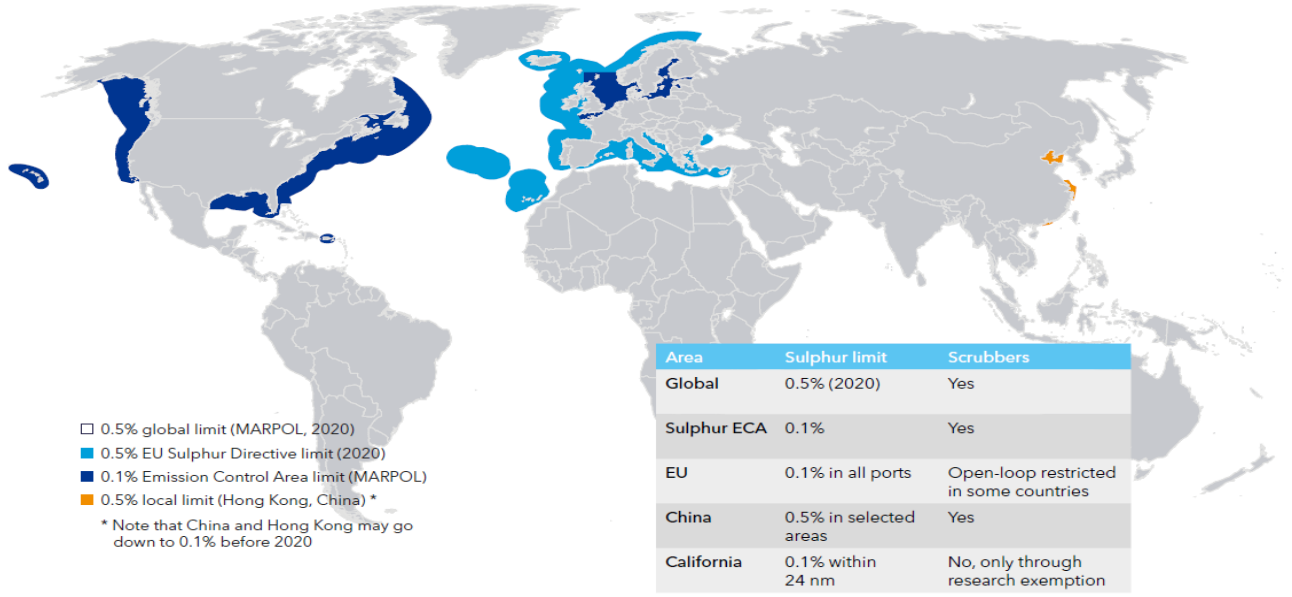 Area Sulphur limit Scrubbers
Global 0.5% (2020) Yes
Sulphur ECA 0.1% Yes
EU 0.1% in all ports Open-loop restricted
in some countries
China 0.5% in selected Yes
areas
California 0.1% within No, only through
24 nm research exemption
0.5% global limit (MARPOL, 2020)
0.5% EU Sulphur Directive limit (2020)
0.1% Emission Control Area limit (MARPOL)
0.5% local limit (Hong Kong, China) *
* Note that China and Hong Kong may go
down to 0.1% before 2020